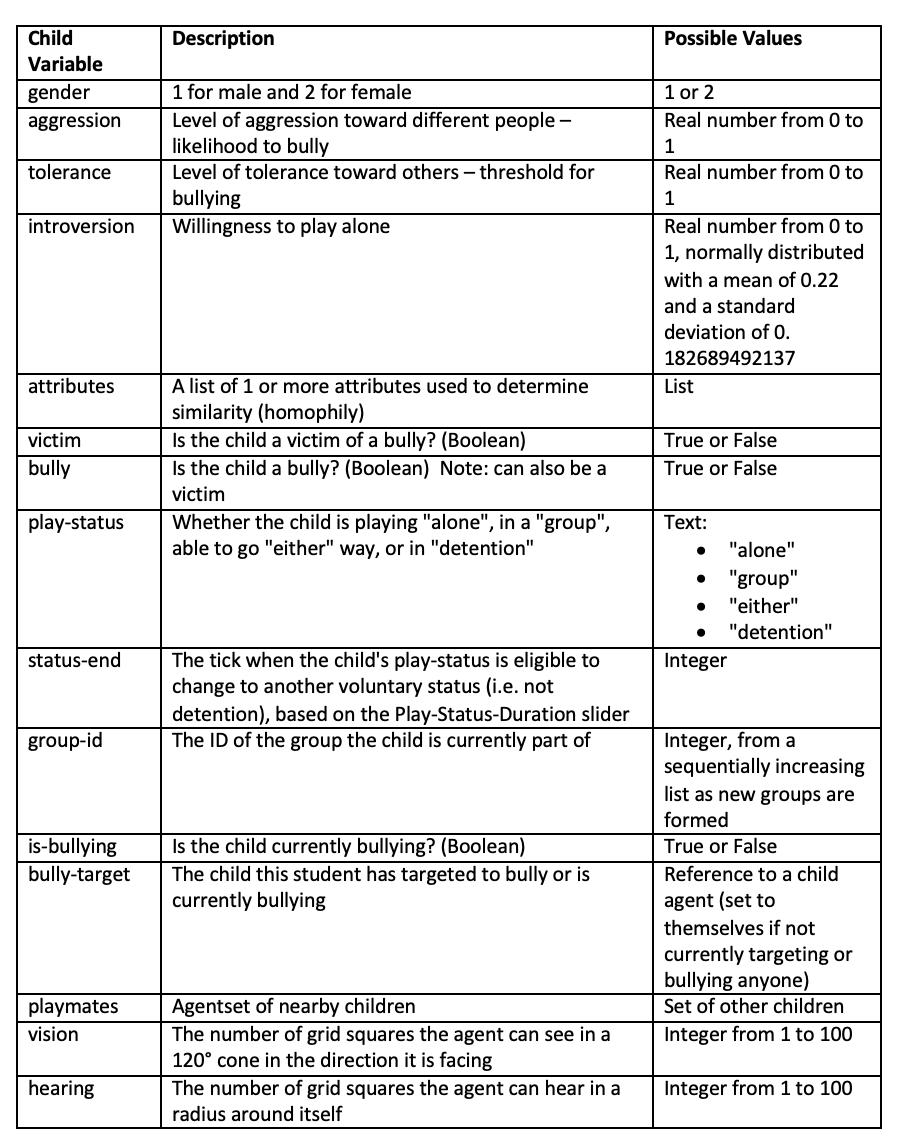 Child Variable Description Possible Values
gender 1 for male and 2 for female 1 or 2
aggression Level of aggression toward different people –
likelihood to bully
Real number from 0 to
1
tolerance Level of tolerance toward others – threshold for
bullying
Real number from 0 to
1
introversion Willingness to play alone
Real number from 0 to
1, normally distributed
with a mean of 0.22
and a standard
deviation of 0.
182689492137
attributes A list of 1 or more attributes used to determine
similarity (homophily)
List
victim Is the child a victim of a bully? (Boolean) True or False
bully Is the child a bully? (Boolean)  Note: can also be a
victim
True or False
play-status Whether the child is playing "alone", in a "group",
able to go "either" way, or in "detention"
Text:
• "alone"
• "group"
• "either"
• "detention"
status-end The tick when the child's play-status is eligible to
change to another voluntary status (i.e. not
detention), based on the Play-Status-Duration slider
Integer
group-id The ID of the group the child is currently part of
Integer, from a
sequentially increasing
list as new groups are
formed
is-bullying Is the child currently bullying? (Boolean) True or False
bully-target The child this student has targeted to bully or is
currently bullying
Reference to a child
agent (set to
themselves if not
currently targeting or
bullying anyone)
playmates Agentset of nearby children Set of other children
vision The number of grid squares the agent can see in a
120° cone in the direction it is facing
Integer from 1 to 100
hearing The number of grid squares the agent can hear in a
radius around itself
Integer from 1 to 100